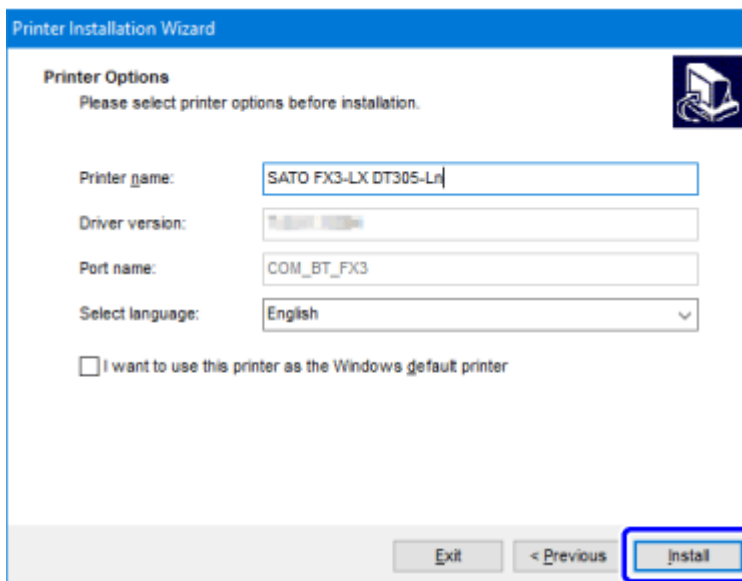 Printer Installation Wizard
Printer Options
Please select printer options before installation.
Printer name: SATO FX3-LX DT305-Ln
Driver version:
Port name: COM_BT_FX3
Select language: English
I want to use this printer as the Windows default printer
Exit < Previous Install